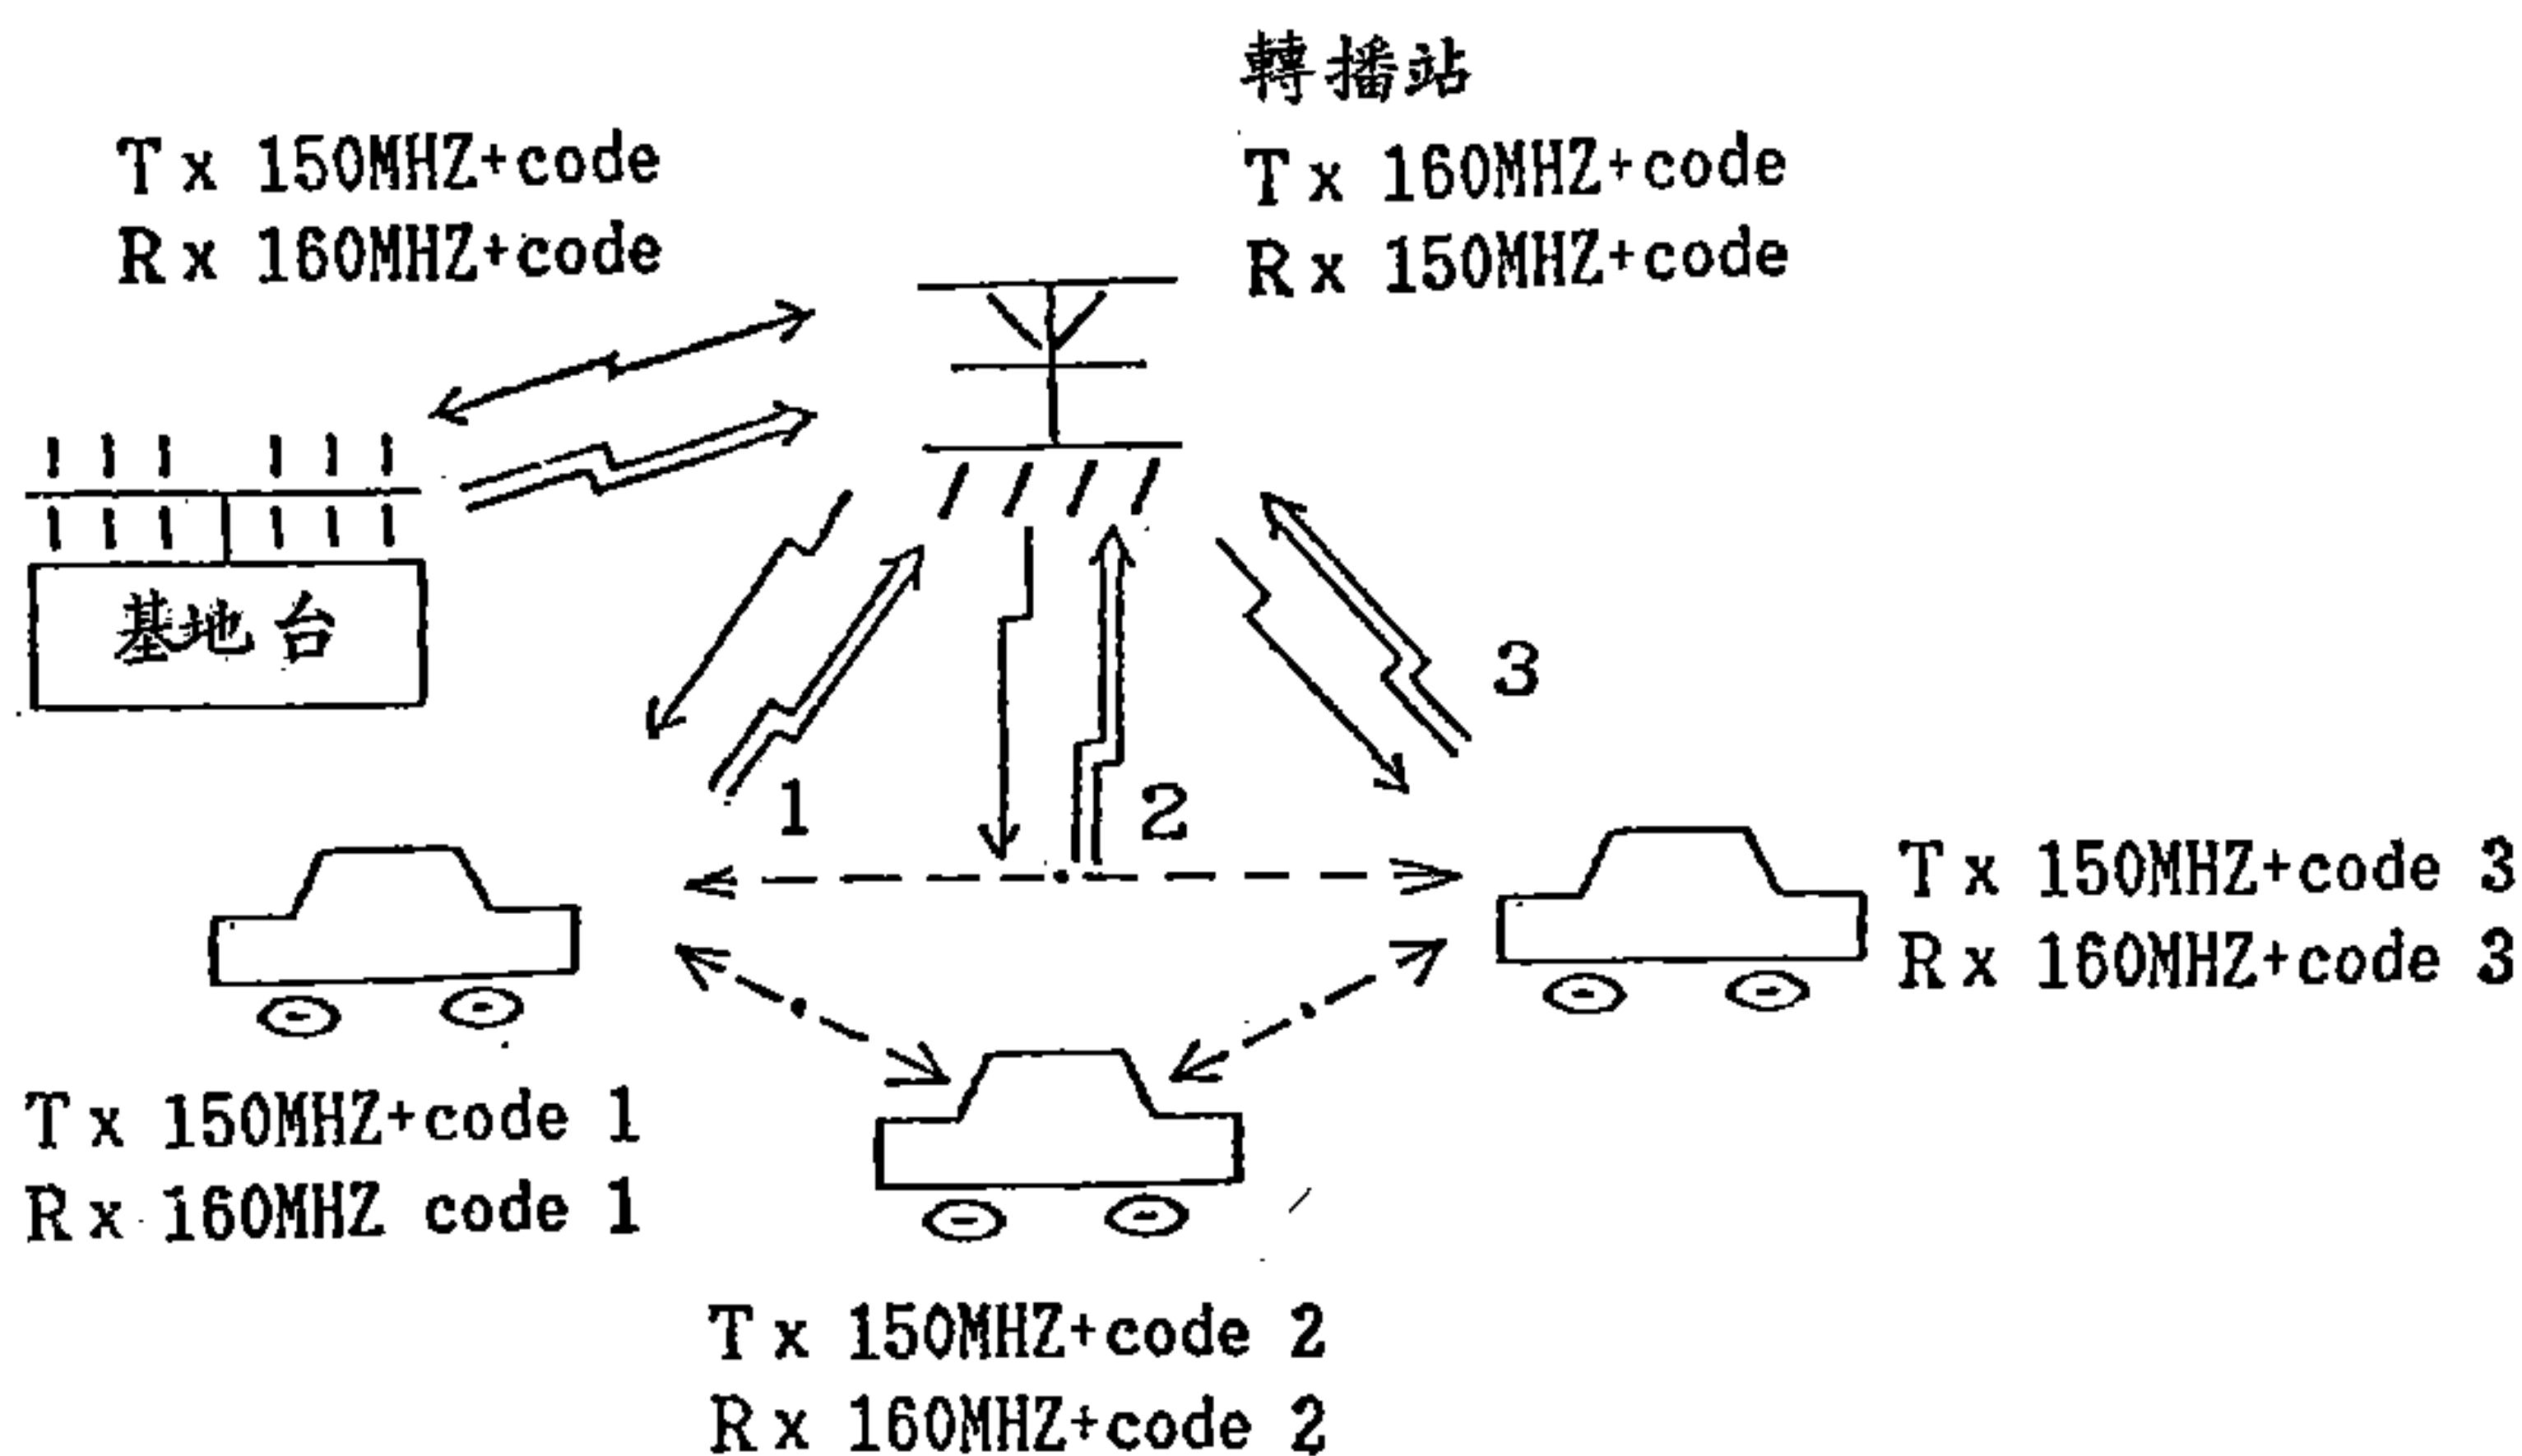 轉播站
Tx 150MHZ+code
Rx 160MHZ+code
Tx 160MHZ+code
Rx 150MHZ+code
基地台
3
1
2
Tx 150MHZ+code 3
Rx 160MHZ+code 3
Tx 150MHZ+code 1
Rx 160MHZ code 1
Tx 150MHZ+code 2
Rx 160MHZ+code 2